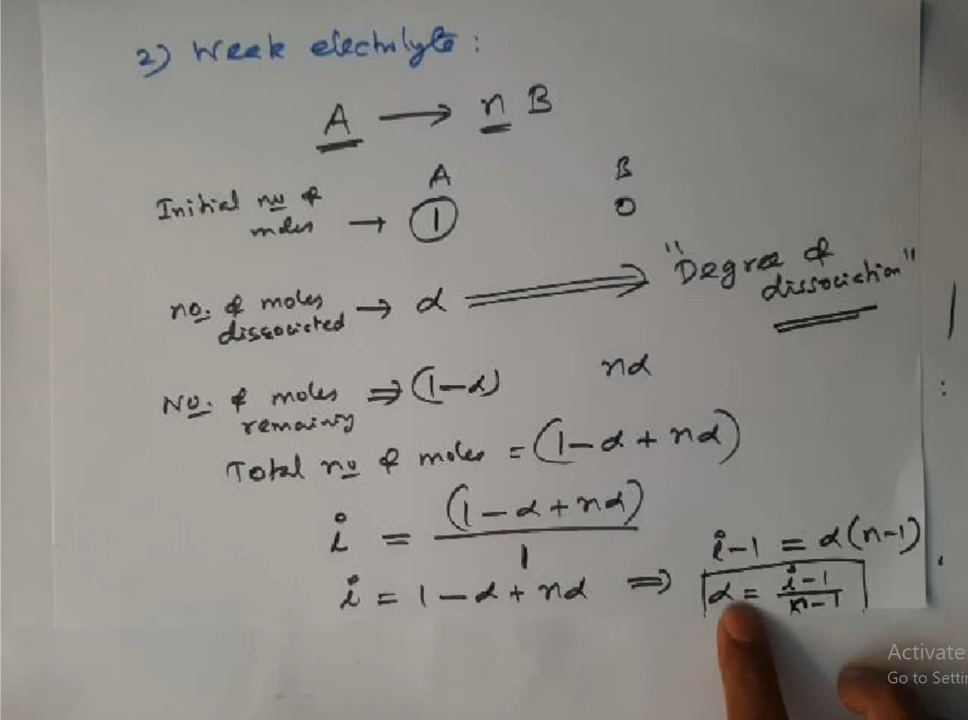 2) Weak electrolyte :
A → n B
A B
Initial no of moles → 1 0
no. of moles dissociated → α ⟹ "Degree of dissociation"
No. of moles remaining ⇒ (1-α) nα
Total no of moles = (1-α + nα)
i = (1-α+nα) / 1
i = 1-α+nα ⇒ i-1 = α(n-1)
α = i-1 / n-1
Activate
Go to Settin